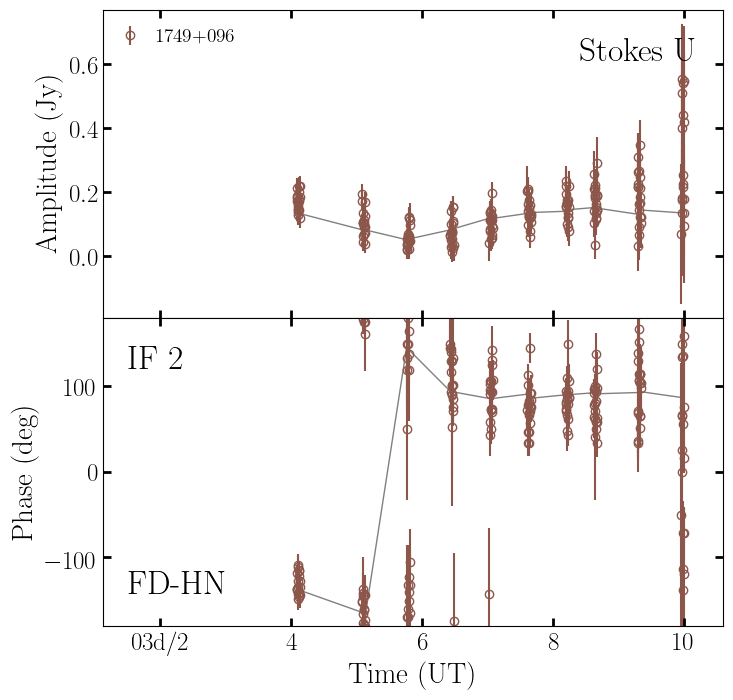 1749+096
Stokes U
0.6
0.4
0.2
0.0
Amplitude (Jy)
IF 2
100
0
−100
Phase (deg)
FD-HN
03d/2 4 6 8 10
Time (UT)